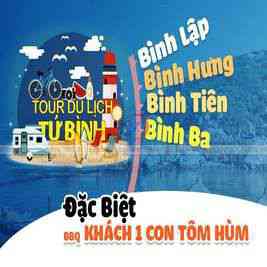 TOUR DU LỊCH
TỨ BÌNH
Bình Lập
Bình Hưng
Bình Tiên
Bình Ba
Đặc Biệt
BBQ KHÁCH 1 CON TÔM HÙM